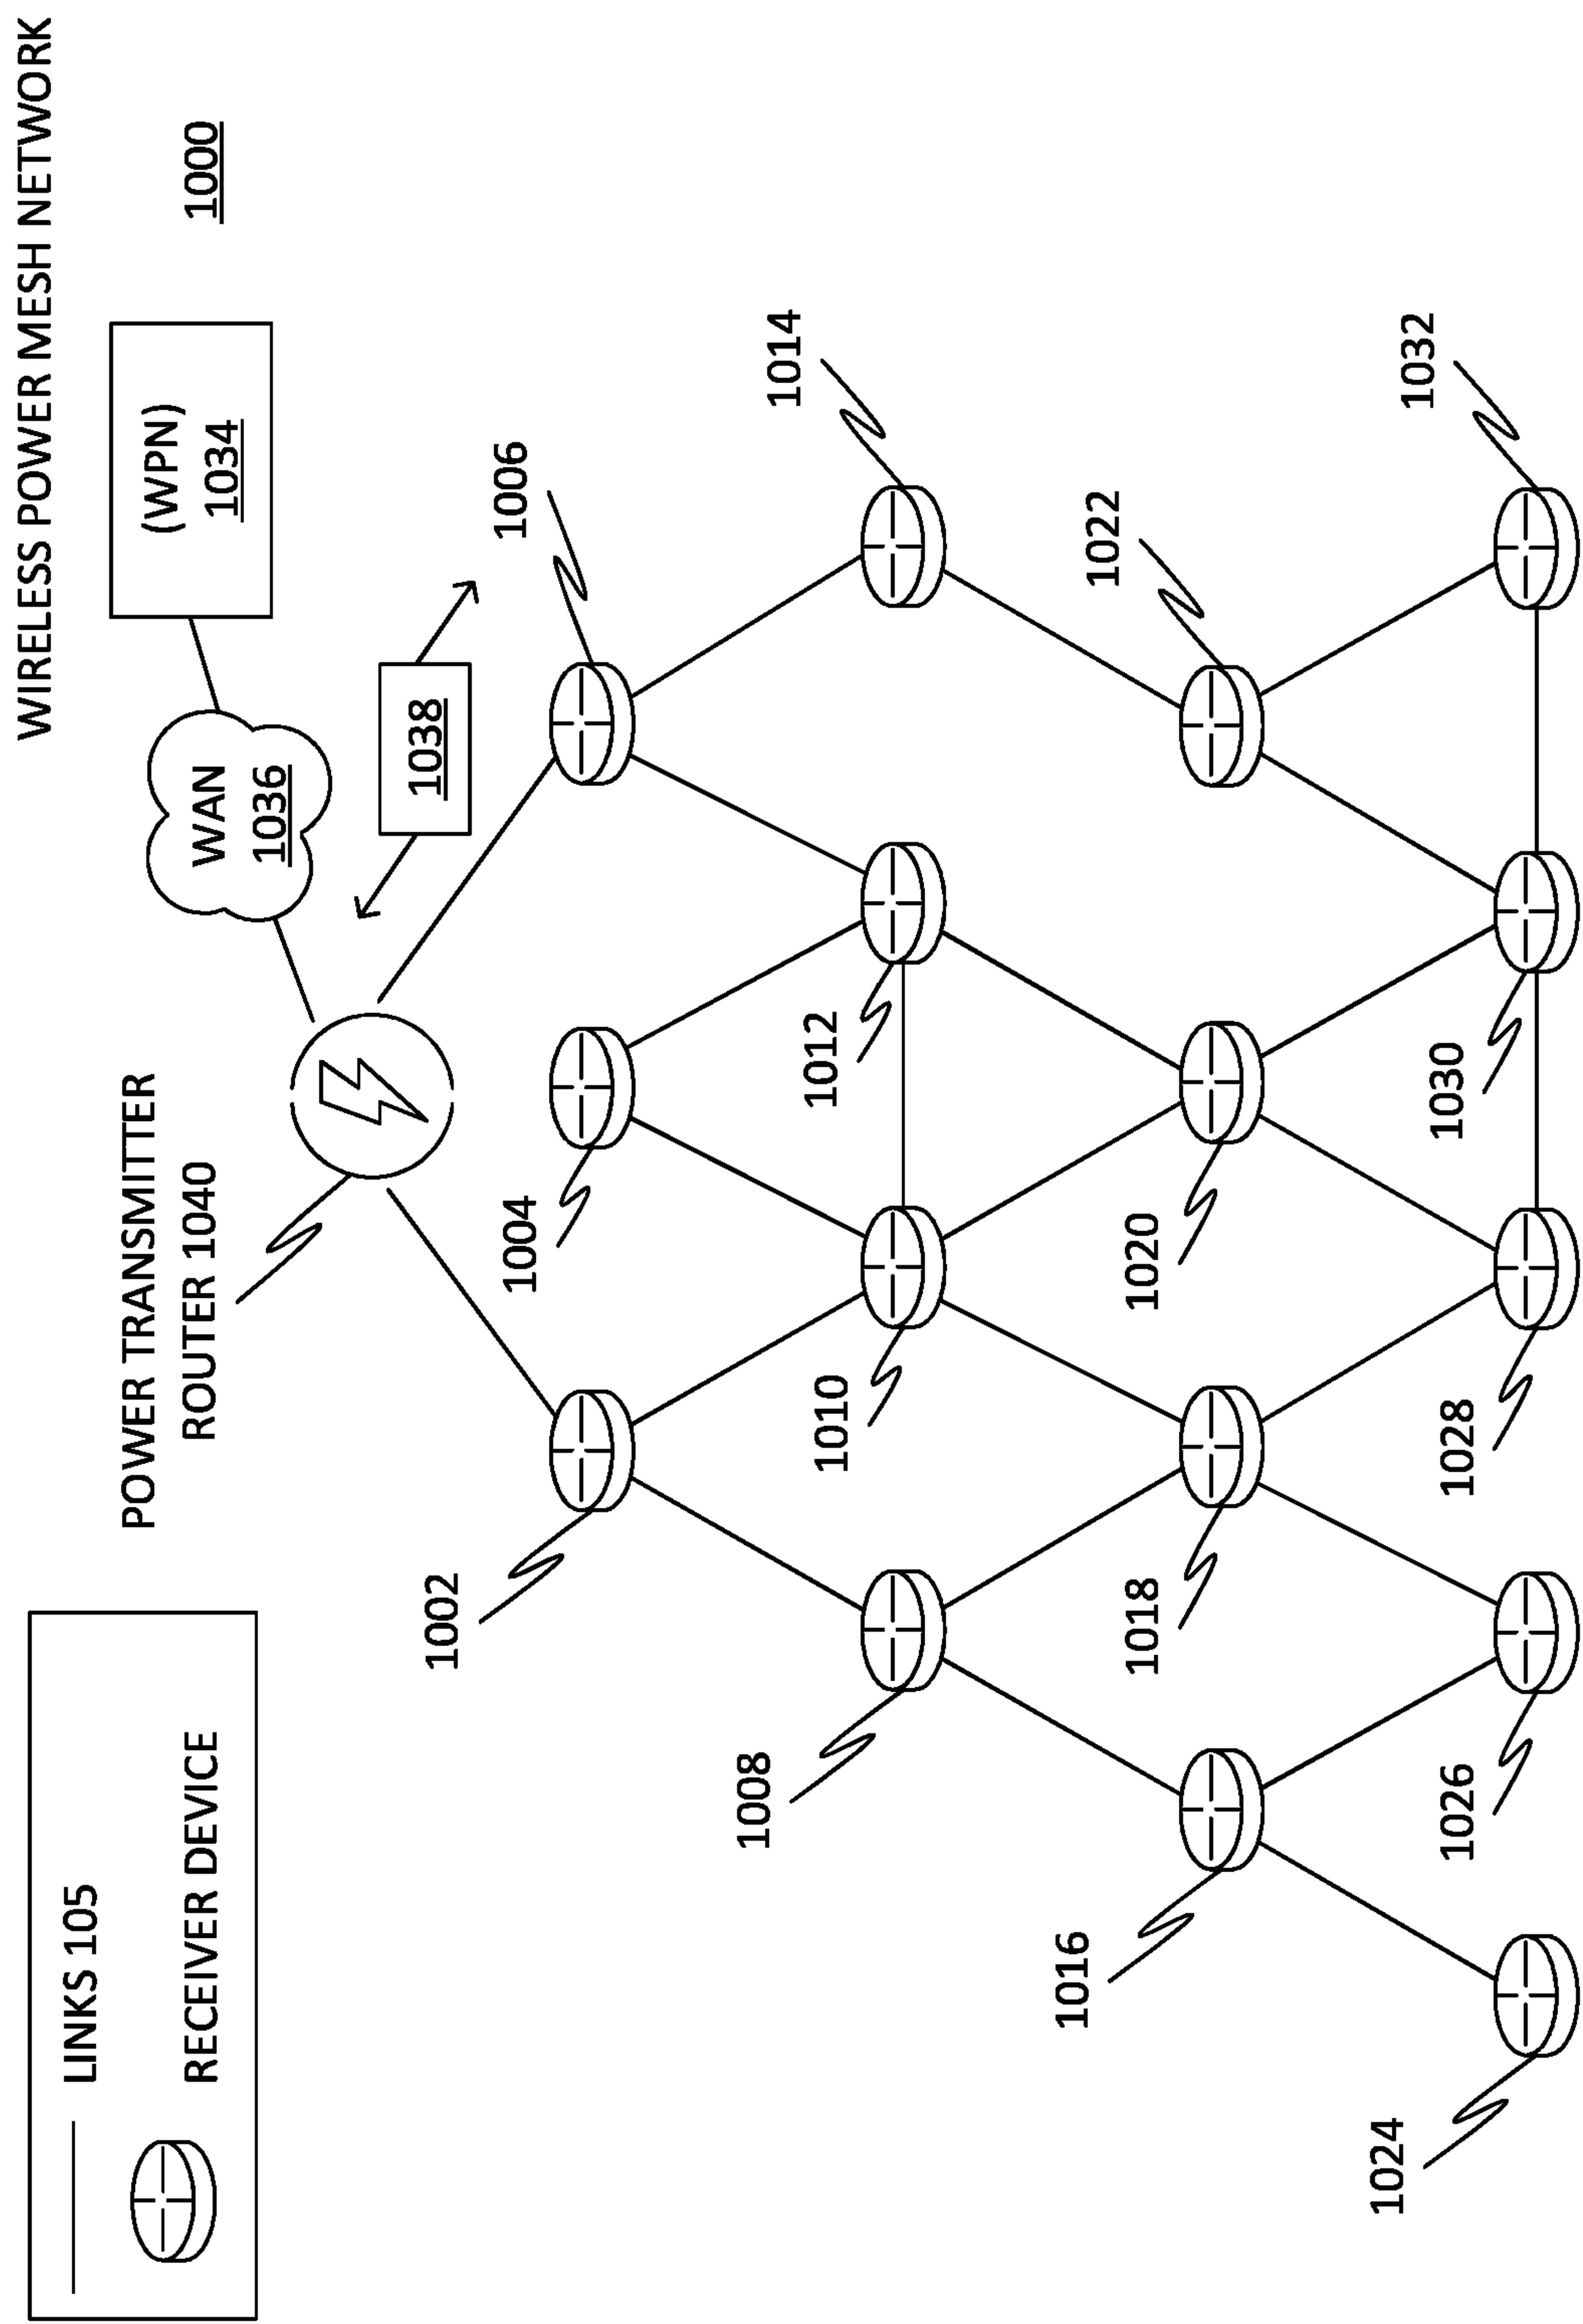 WIRELESS POWER MESH NETWORK
1000
LINKS 105
RECEIVER DEVICE
POWER TRANSMITTER
ROUTER 1040
WAN
1036
(WPN)
1034
1038
1002
1004
1006
1008
1010
1012
1014
1016
1018
1020
1022
1024
1026
1028
1030
1032